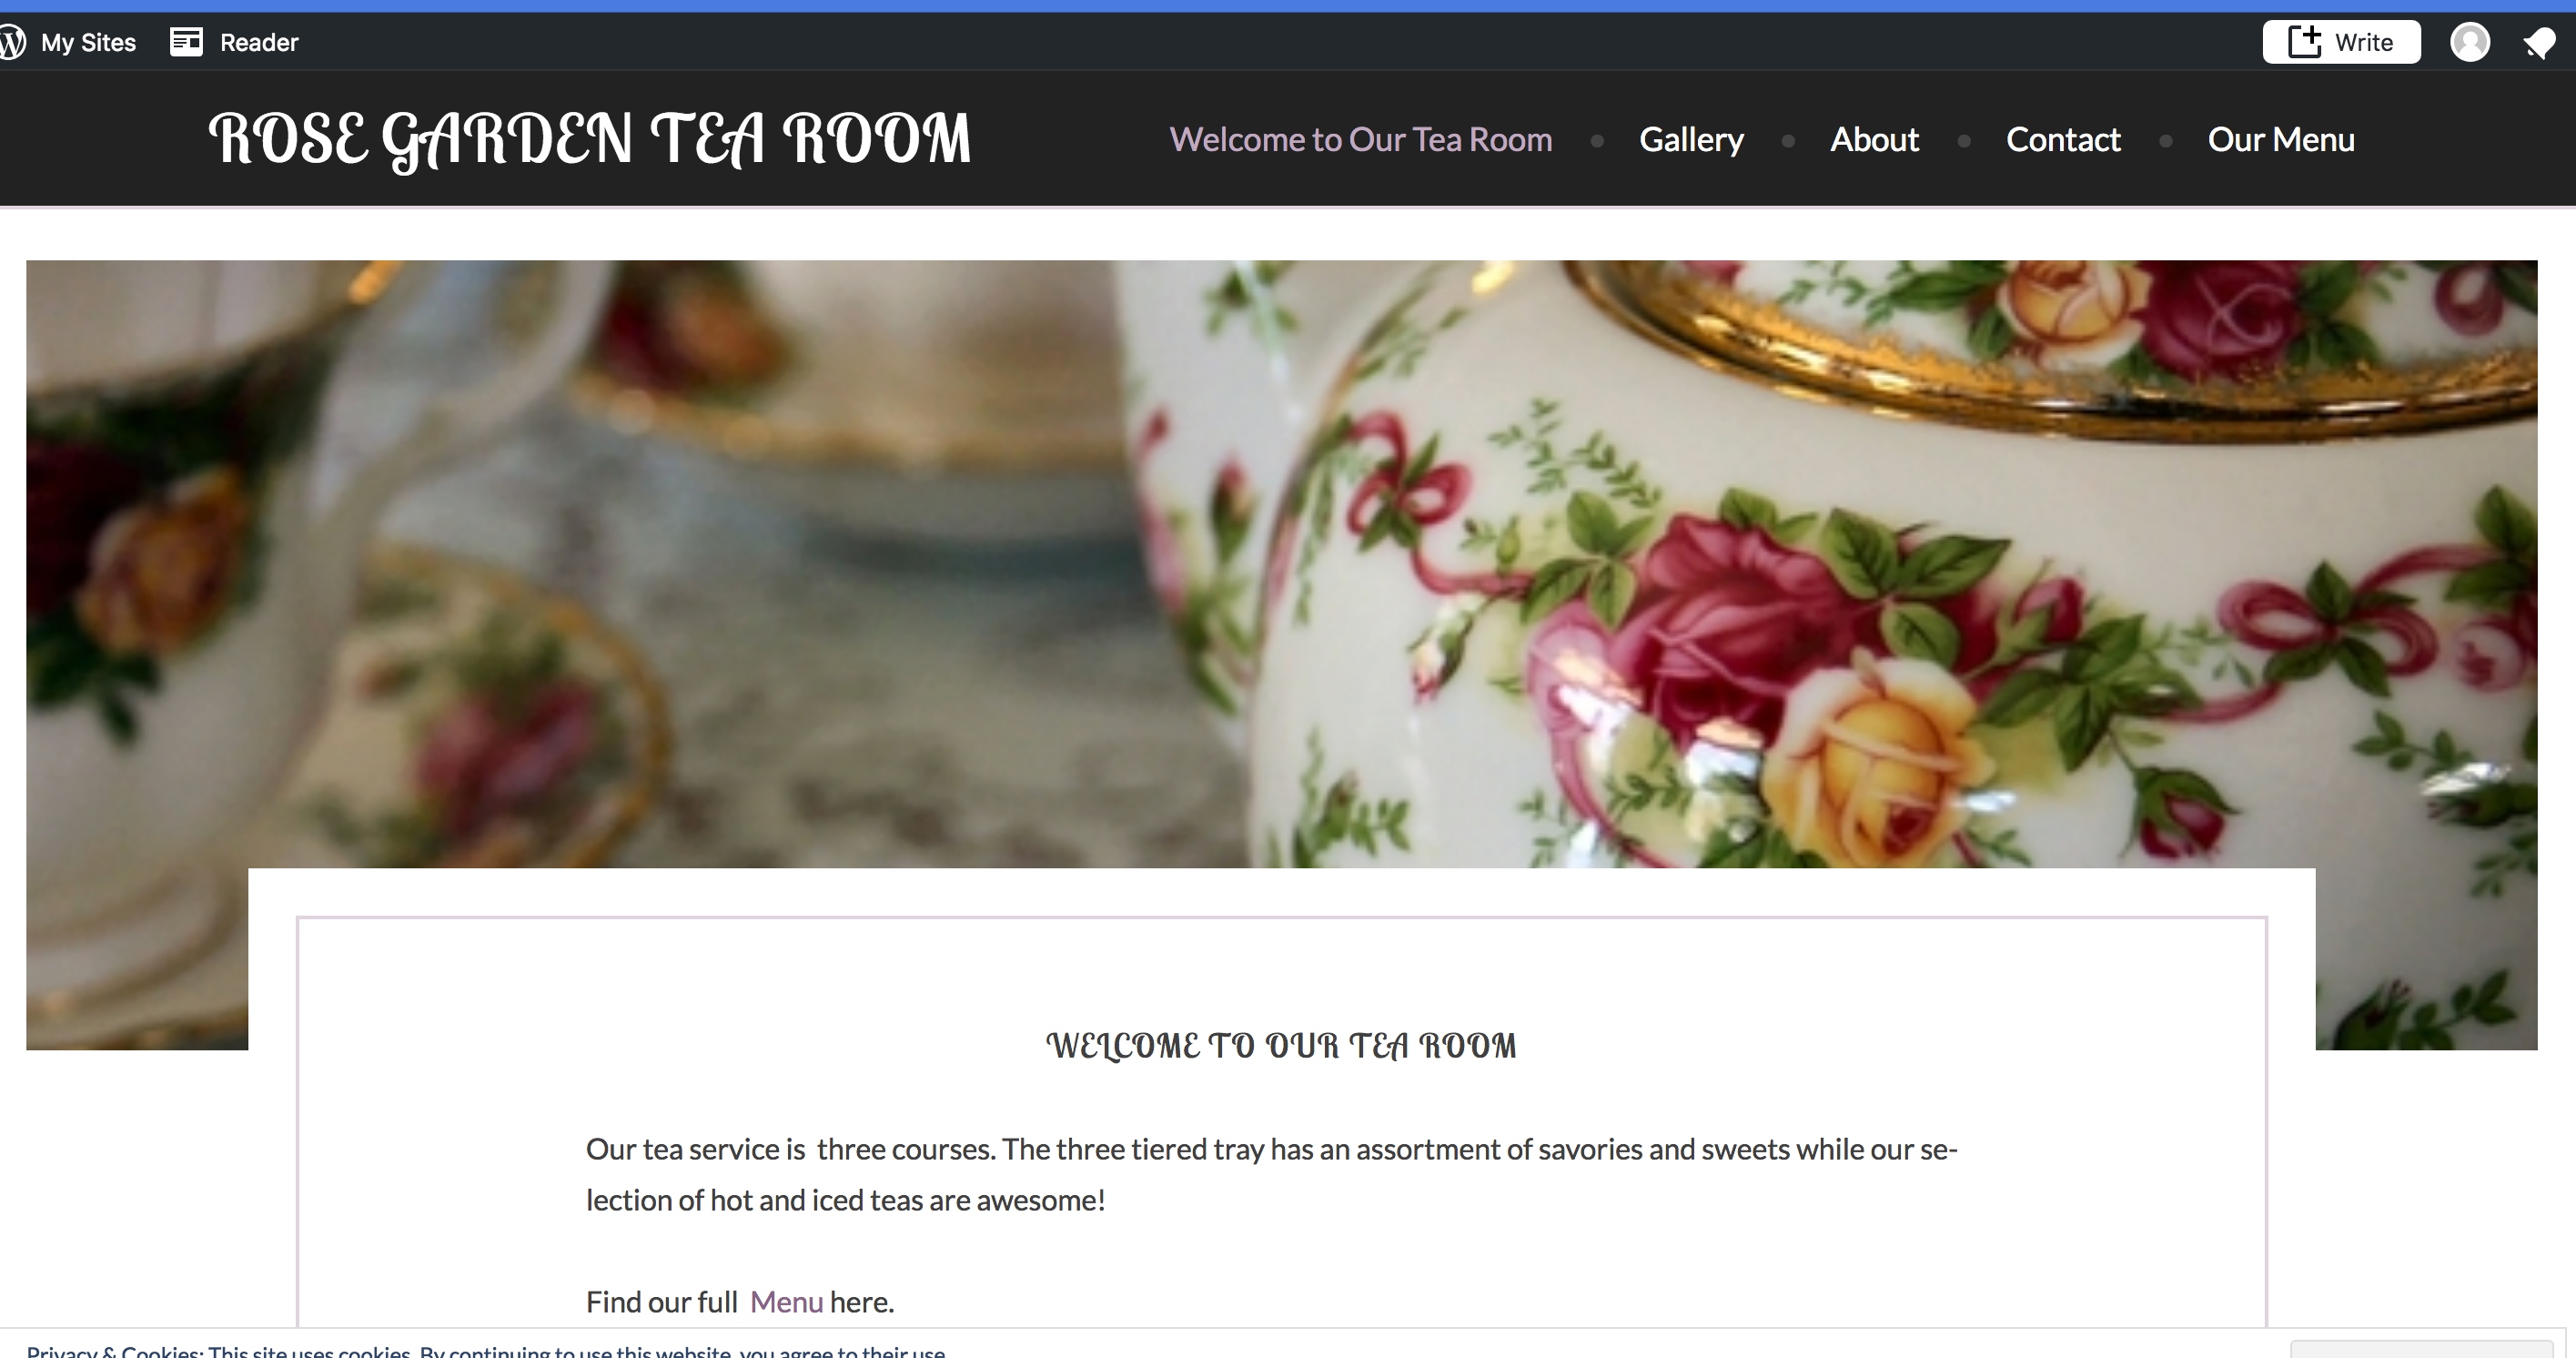 My Sites Reader Write
ROSE GARDEN TEA ROOM Welcome to Our Tea Room Gallery About Contact Our Menu
WELCOME TO OUR TEA ROOM
Our tea service is  three courses. The three tiered tray has an assortment of savories and sweets while our se-
lection of hot and iced teas are awesome!
Find our full  Menu here.
Privacy & Cookies: This site uses cookies. By continuing to use this website, you agree to their use.